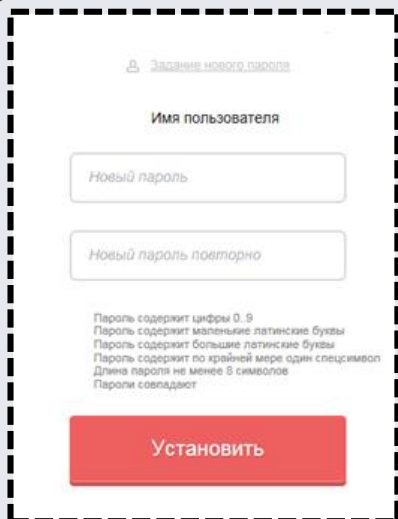 Задание нового пароля
Имя пользователя
Новый пароль
Новый пароль повторно
Пароль содержит цифры 0..9
Пароль содержит маленькие латинские буквы
Пароль содержит большие латинские буквы
Пароль содержит по крайней мере один спецсимвол
Длина пароля не менее 8 символов
Пароли совпадают
Установить